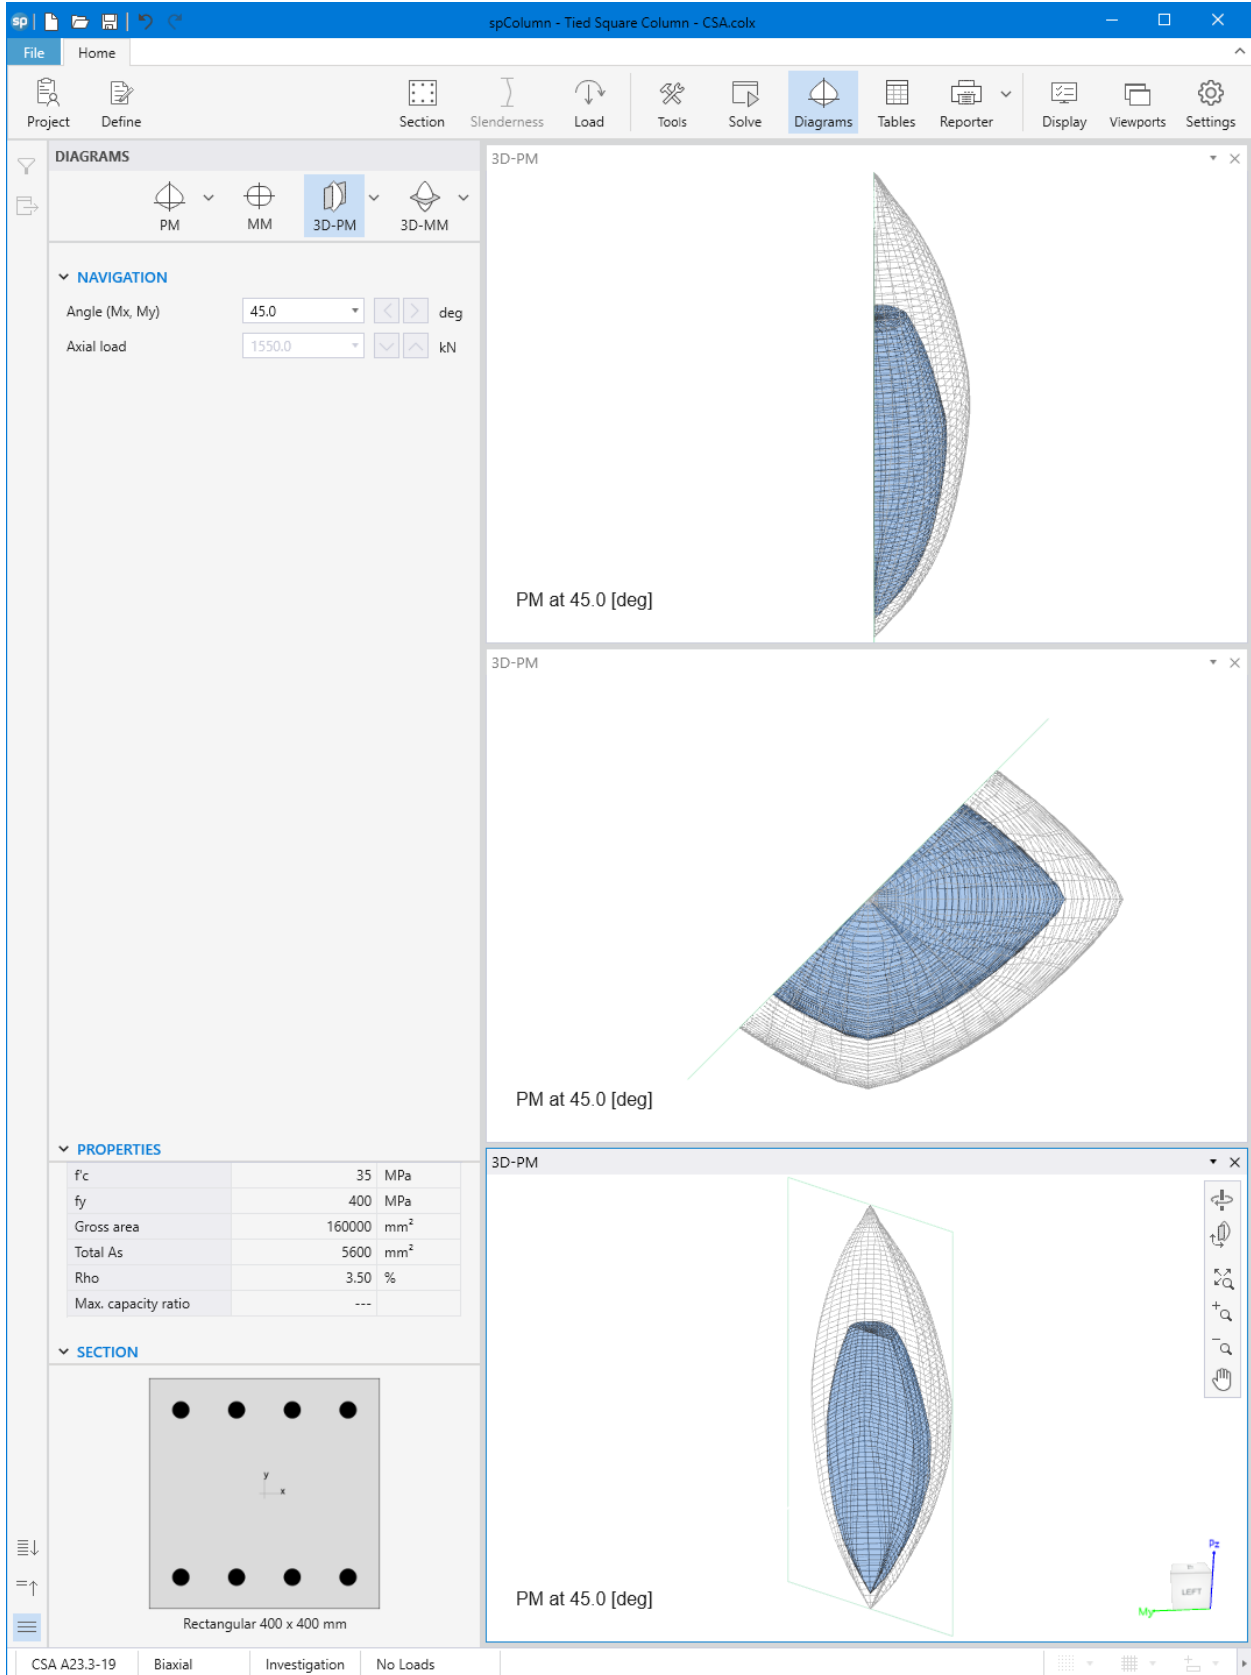 sp
spColumn - Tied Square Column - CSA.colx
File Home
Project Define Section Slenderness Load Tools Solve Diagrams Tables Reporter Display Viewports Settings
DIAGRAMS
PM MM 3D-PM 3D-MM
NAVIGATION
Angle (Mx, My) 45.0 deg
Axial load 1550.0 kN
PROPERTIES
f'c 35 MPa
fy 400 MPa
Gross area 160000 mm²
Total As 5600 mm²
Rho 3.50 %
Max. capacity ratio ---
SECTION
y
x
Rectangular 400 x 400 mm
3D-PM
PM at 45.0 [deg]
3D-PM
PM at 45.0 [deg]
3D-PM
PM at 45.0 [deg]
Pz
LEFT
My
CSA A23.3-19 Biaxial Investigation No Loads